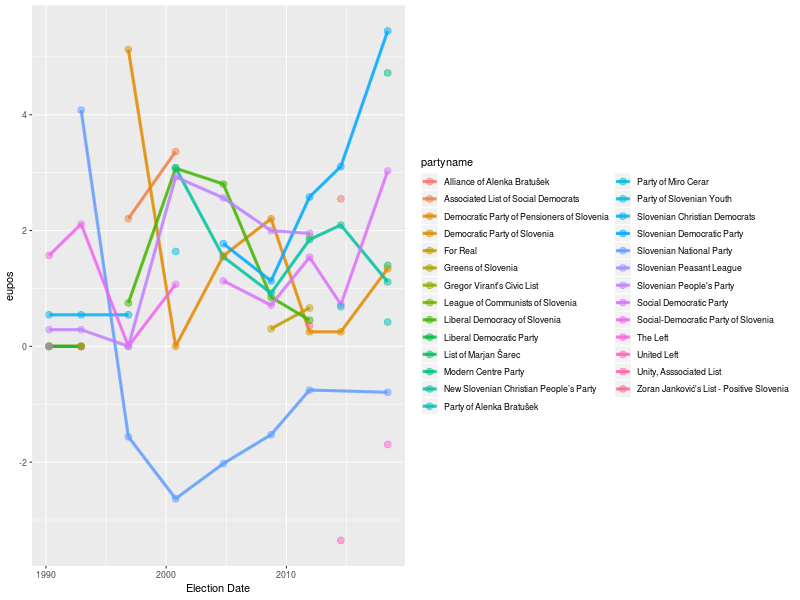 4
2
0
-2
1990
2000
2010
Election Date
eupos
partyname
Alliance of Alenka Bratušek
Associated List of Social Democrats
Democratic Party of Pensioners of Slovenia
Democratic Party of Slovenia
For Real
Greens of Slovenia
Gregor Virant's Civic List
League of Communists of Slovenia
Liberal Democracy of Slovenia
Liberal Democratic Party
List of Marjan Šarec
Modern Centre Party
New Slovenian Christian People's Party
Party of Alenka Bratušek
Party of Miro Cerar
Party of Slovenian Youth
Slovenian Christian Demcrats
Slovenian Democratic Party
Slovenian National Party
Slovenian Peasant League
Slovenian People's Party
Social Democratic Party
Social-Democratic Party of Slovenia
The Left
United Left
Unity, Asssociated List
Zoran Janković's List - Positive Slovenia